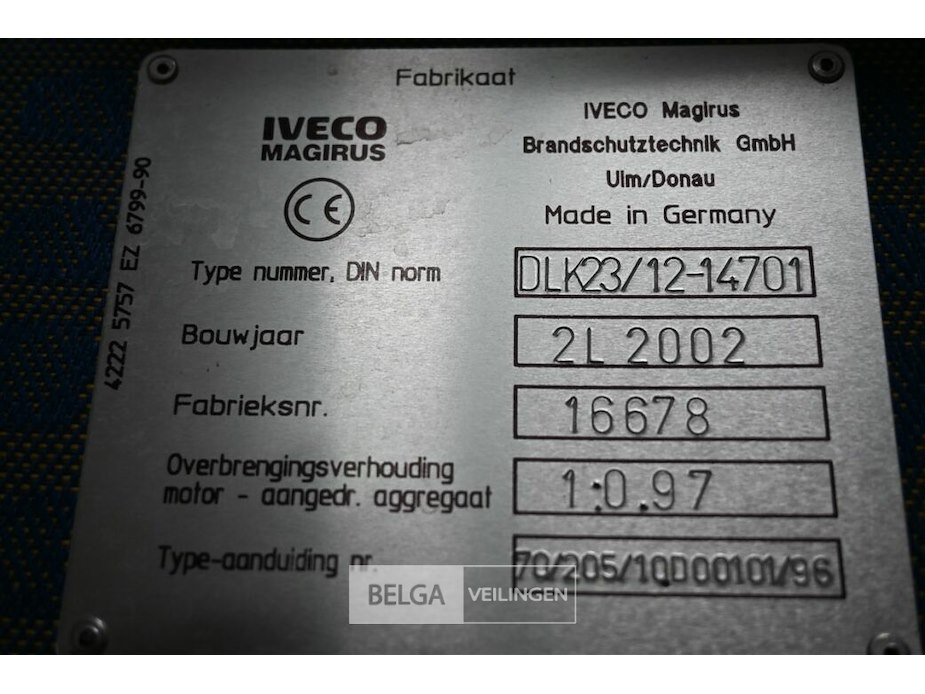 Fabrikaat
IVECO
MAGIRUS
IVECO Magirus
Brandschutztechnik GmbH
Ulm/Donau
Made in Germany
CE
Type nummer, DIN norm
DLK23/12-14701
Bouwjaar
2L 2002
Fabrieksnr.
16678
Overbrengingsverhouding
motor - aangedr. aggregaat
1:0.97
Type-aanduiding nr.
70/205/10D00101/96
4222 5757 EZ 6799-90
BELGA VEILINGEN